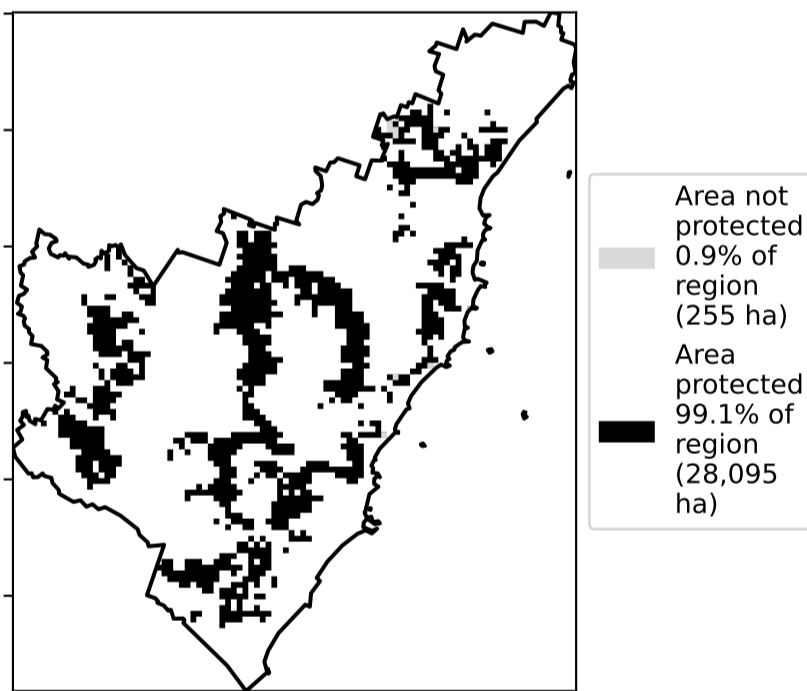 Area not
protected
0.9% of
region
(255 ha)
Area
protected
99.1% of
region
(28,095
ha)